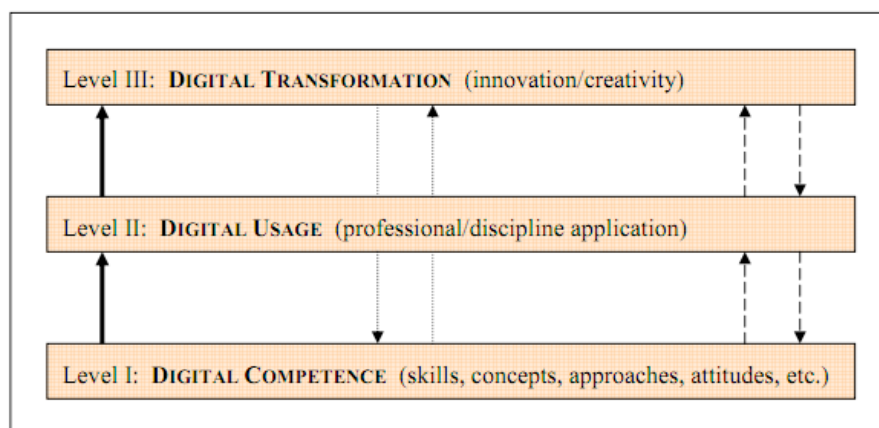 Level III: DIGITAL TRANSFORMATION (innovation/creativity)
Level II: DIGITAL USAGE (professional/discipline application)
Level I: DIGITAL COMPETENCE (skills, concepts, approaches, attitudes, etc.)